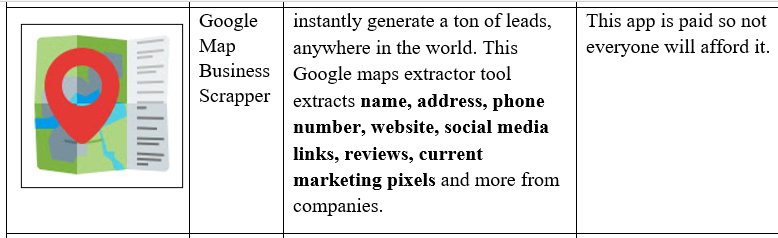 Google
Map
Business
Scrapper
instantly generate a ton of leads,
anywhere in the world. This
Google maps extractor tool
extracts name, address, phone
number, website, social media
links, reviews, current
marketing pixels and more from
companies.
This app is paid so not
everyone will afford it.